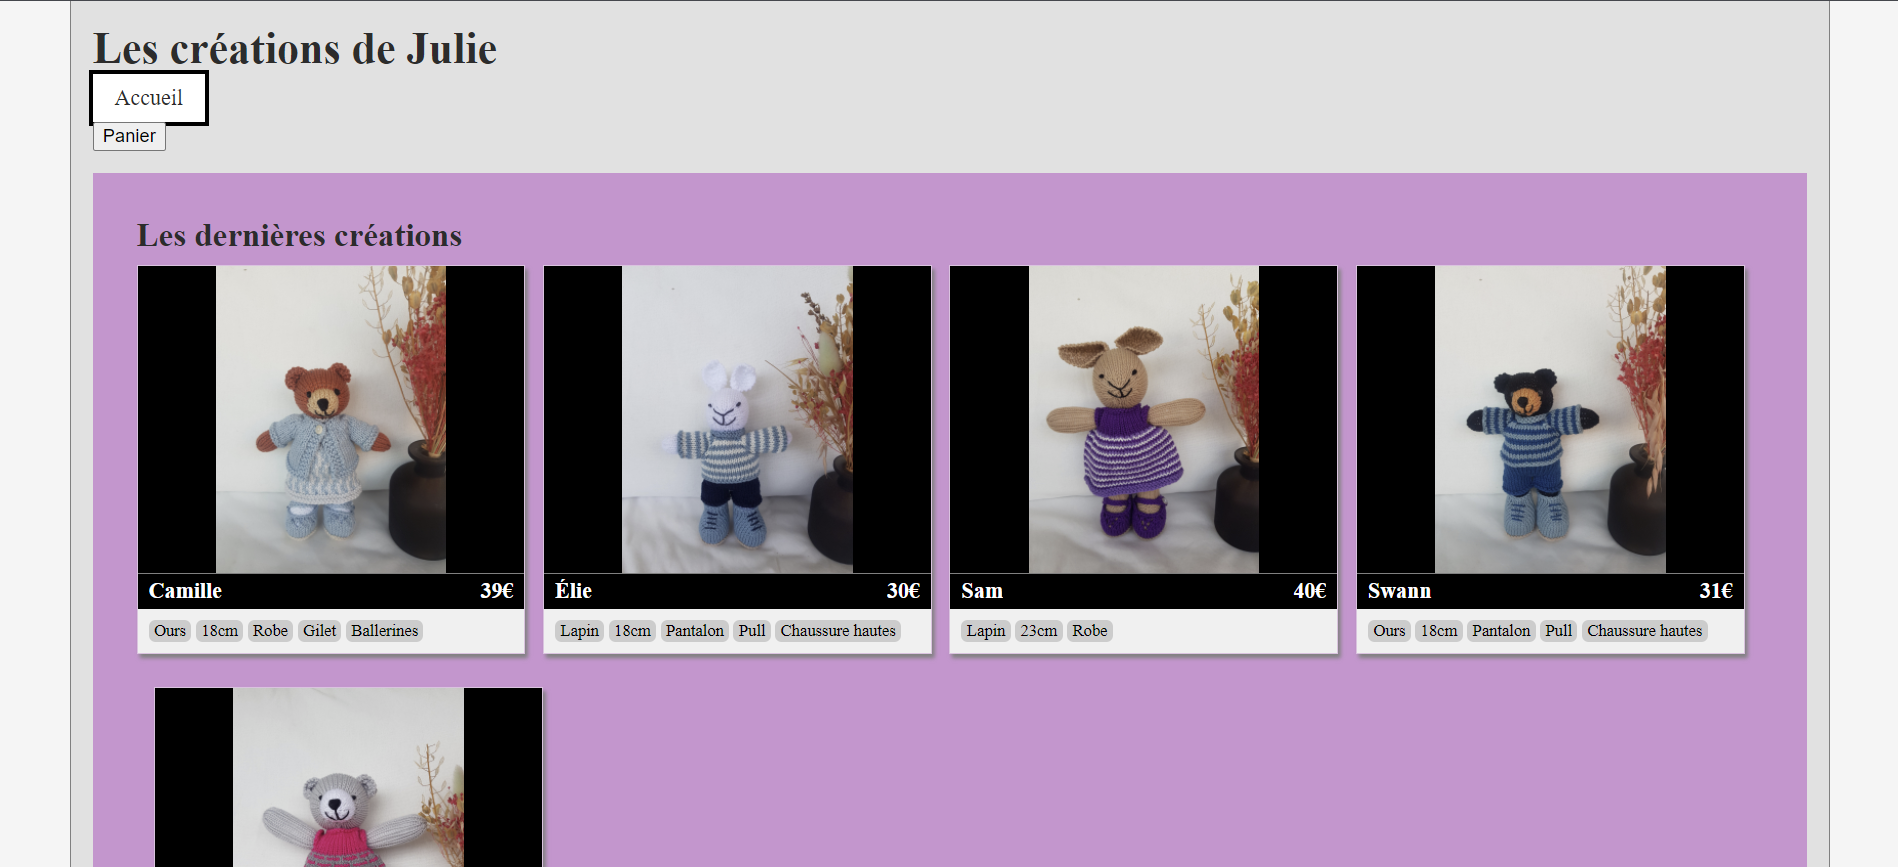 Les créations de Julie
Accueil
Panier
Les dernières créations
Camille 39€
Ours 18cm Robe Gilet Ballerines
Élie 30€
Lapin 18cm Pantalon Pull Chaussure hautes
Sam 40€
Lapin 23cm Robe
Swann 31€
Ours 18cm Pantalon Pull Chaussure hautes